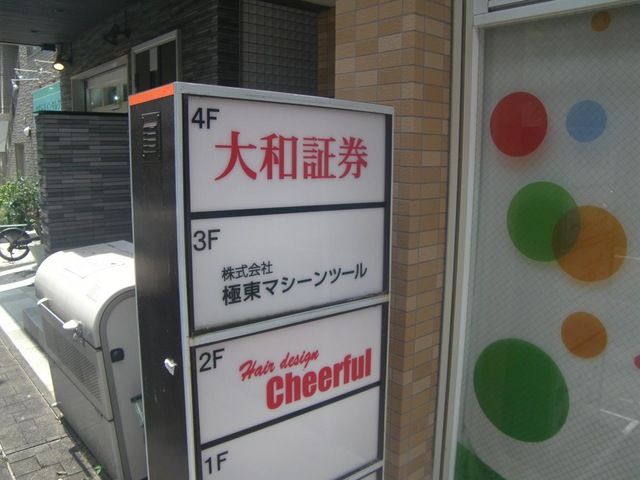 4F
大和証券
3F
株式会社
極東マシーンツール
2F
Hair design
Cheerful
1F